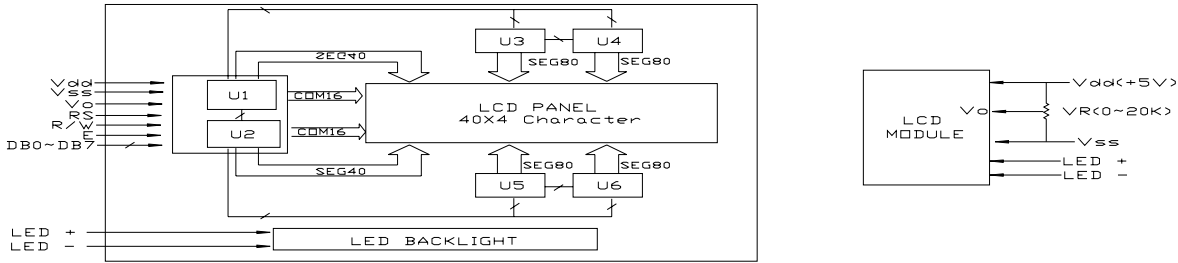 U3
U4
SEG40
SEG80
SEG80
Vdd
Vss
Vo
RS
R/W
E
DB0~DB7
U1
U2
COM16
COM16
LCD PANEL
40X4 Character
SEG40
SEG80
SEG80
U5
U6
LED +
LED -
LED BACKLIGHT
LCD
MODULE
Vdd(+5V)
Vo
VR(0~20K)
Vss
LED +
LED -